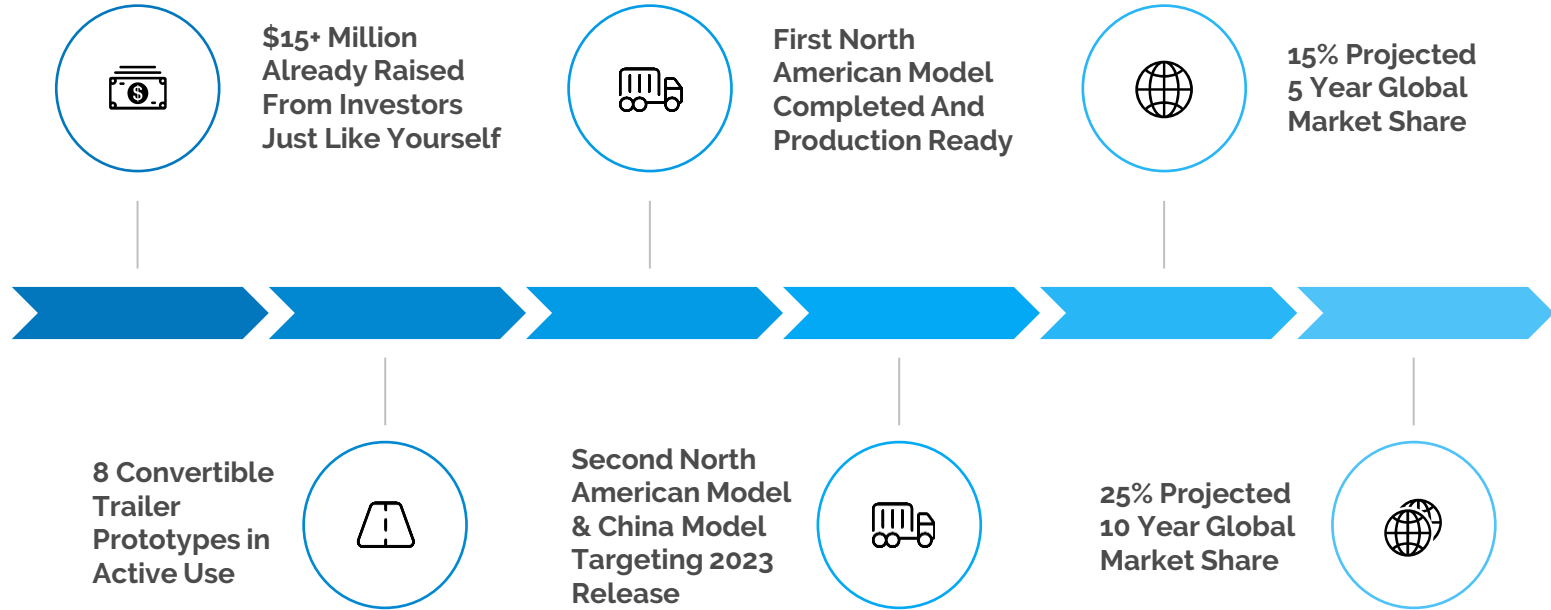 $15+ Million
Already Raised
From Investors
Just Like Yourself
8 Convertible
Trailer
Prototypes in
Active Use
First North
American Model
Completed And
Production Ready
Second North
American Model
& China Model
Targeting 2023
Release
15% Projected
5 Year Global
Market Share
25% Projected
10 Year Global
Market Share